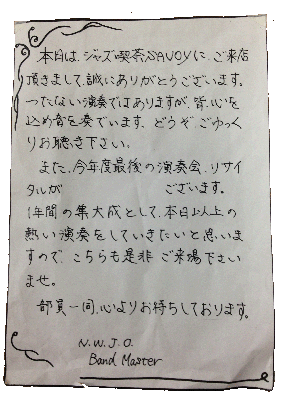 本日は、ジャズ喫茶SAVOYに、ご来店
頂きまして、誠にありがとうございます。
つたない演奏ではありますが、皆、心を
込め音を奏でいます、どうぞ、ごゆっく
りお聴き下さい。
また、今年度最後の演奏会、リサイ
タルが ございます。
1年間の集大成として、本日以上の
熱い演奏をしていきたいと思いま
すので、こちらも是非 ご来場下さい
ませ。
部員一同、心よりお待ちしております。
N.W.J.O.
Band Master